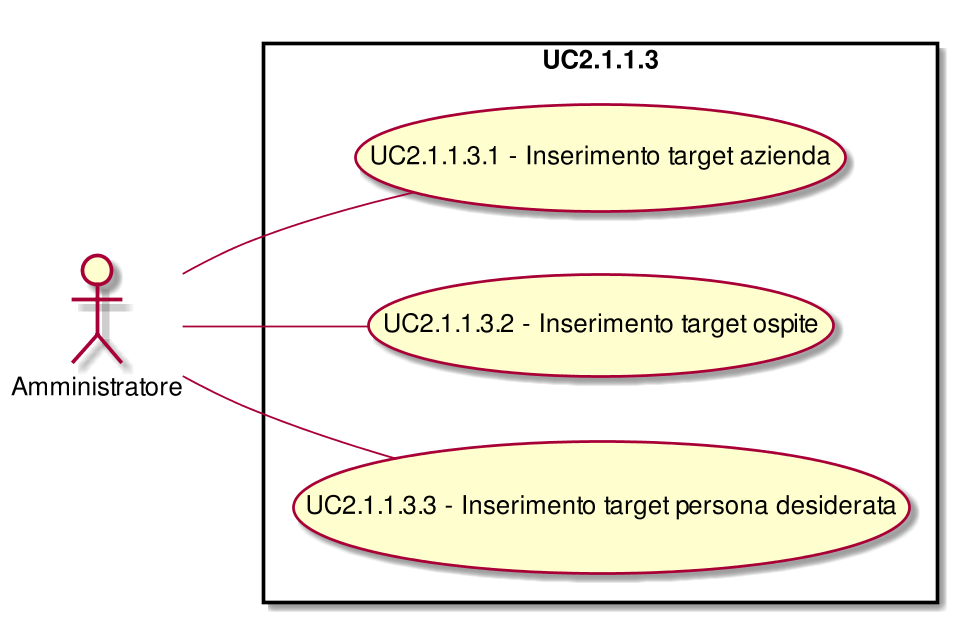 UC2.1.1.3
UC2.1.1.3.1 - Inserimento target azienda
UC2.1.1.3.2 - Inserimento target ospite
Amministratore
UC2.1.1.3.3 - Inserimento target persona desiderata